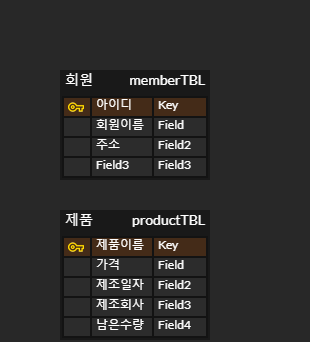 회원 memberTBL
아이디 Key
회원이름 Field
주소 Field2
Field3 Field3
제품 productTBL
제품이름 Key
가격 Field
제조일자 Field2
제조회사 Field3
남은수량 Field4